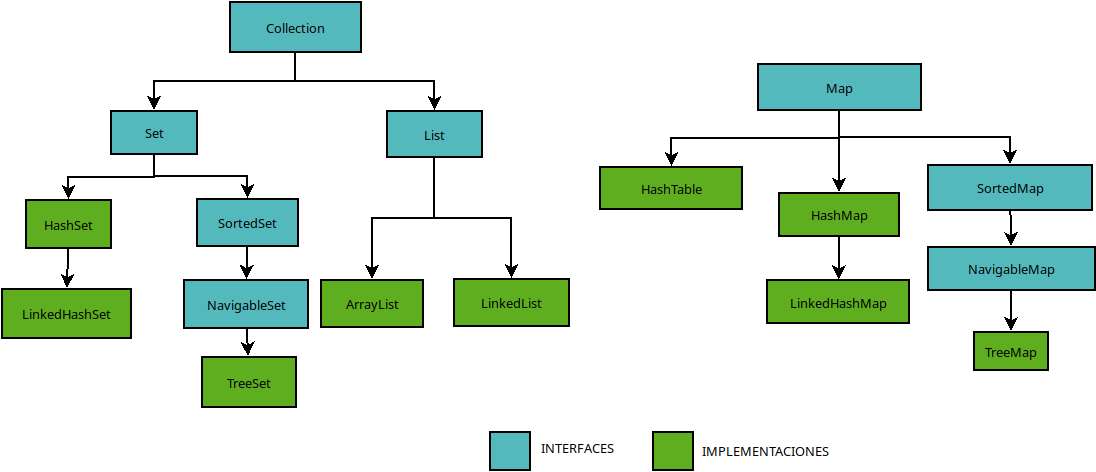 Collection
Map
Set
List
HashTable
HashMap
SortedMap
HashSet
SortedSet
NavigableMap
LinkedHashSet
NavigableSet
ArrayList
LinkedList
LinkedHashMap
TreeMap
TreeSet
INTERFACES
IMPLEMENTACIONES